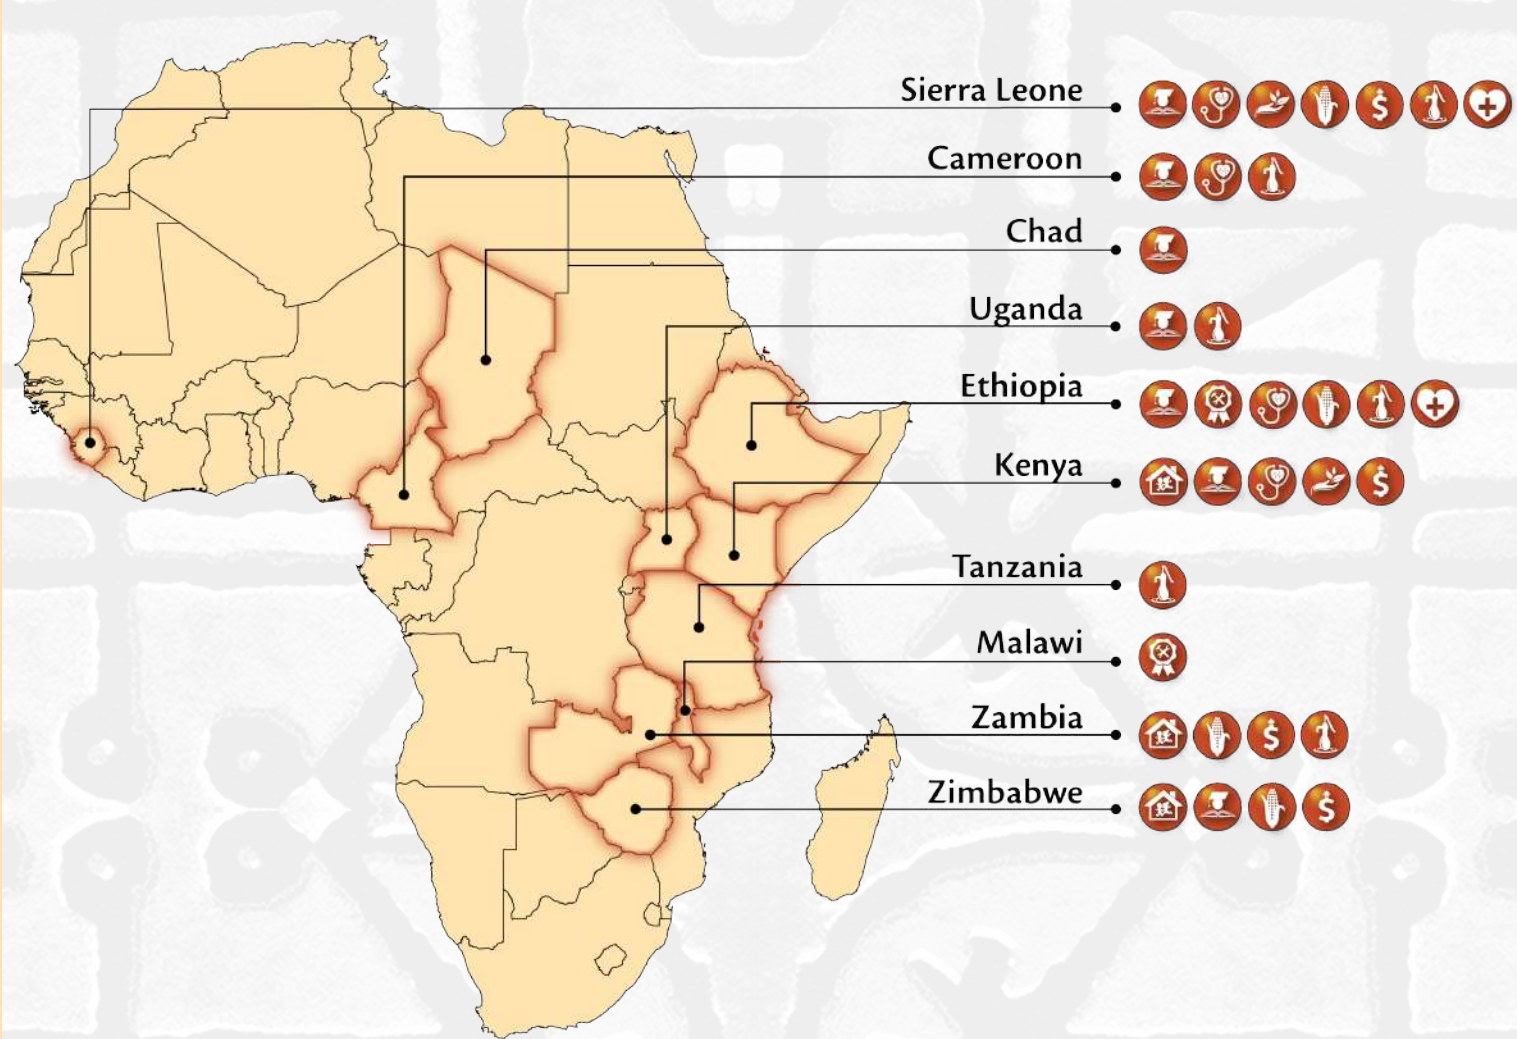 Sierra Leone
Cameroon
Chad
Uganda
Ethiopia
Kenya
Tanzania
Malawi
Zambia
Zimbabwe